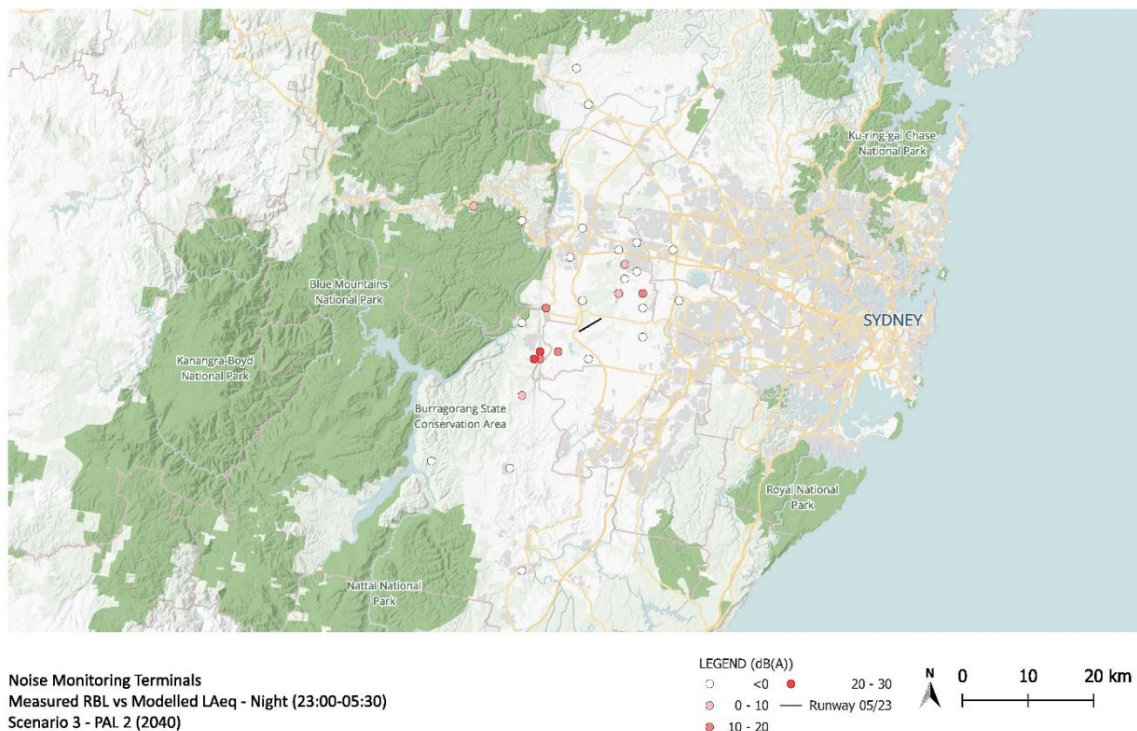 Ku-ring-gai Chase
National Park
Blue Mountains
National Park
SYDNEY
Kanangra-Boyd
National Park
Burragorang State
Conservation Area
Royal National
Park
Nattai National
Park
Noise Monitoring Terminals
Measured RBL vs Modelled LAeq - Night (23:00-05:30)
Scenario 3 - PAL 2 (2040)
LEGEND (dB(A))
<0
20 - 30
0 - 10
Runway 05/23
10 - 20
N
0 10 20 km